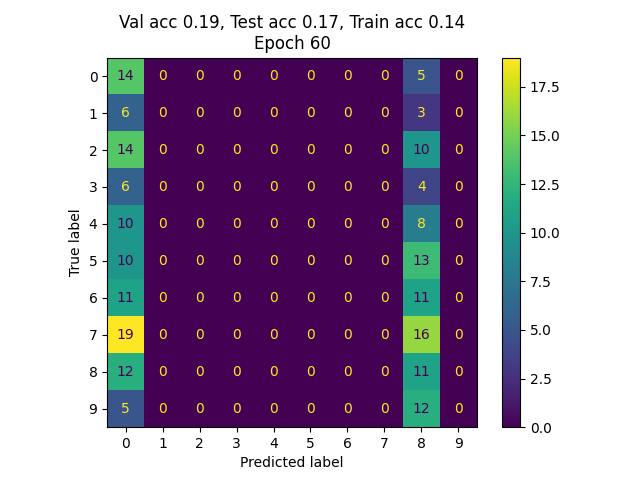 Val acc 0.19, Test acc 0.17, Train acc 0.14
Epoch 60
0 14 0 0 0 0 0 0 0 5 0
1 6 0 0 0 0 0 0 0 3 0
2 14 0 0 0 0 0 0 0 10 0
3 6 0 0 0 0 0 0 0 4 0
4 10 0 0 0 0 0 0 0 8 0
5 10 0 0 0 0 0 0 0 13 0
6 11 0 0 0 0 0 0 0 11 0
7 19 0 0 0 0 0 0 0 16 0
8 12 0 0 0 0 0 0 0 11 0
9 5 0 0 0 0 0 0 0 12 0
0 1 2 3 4 5 6 7 8 9
Predicted label
True label
17.5
15.0
12.5
10.0
7.5
5.0
2.5
0.0